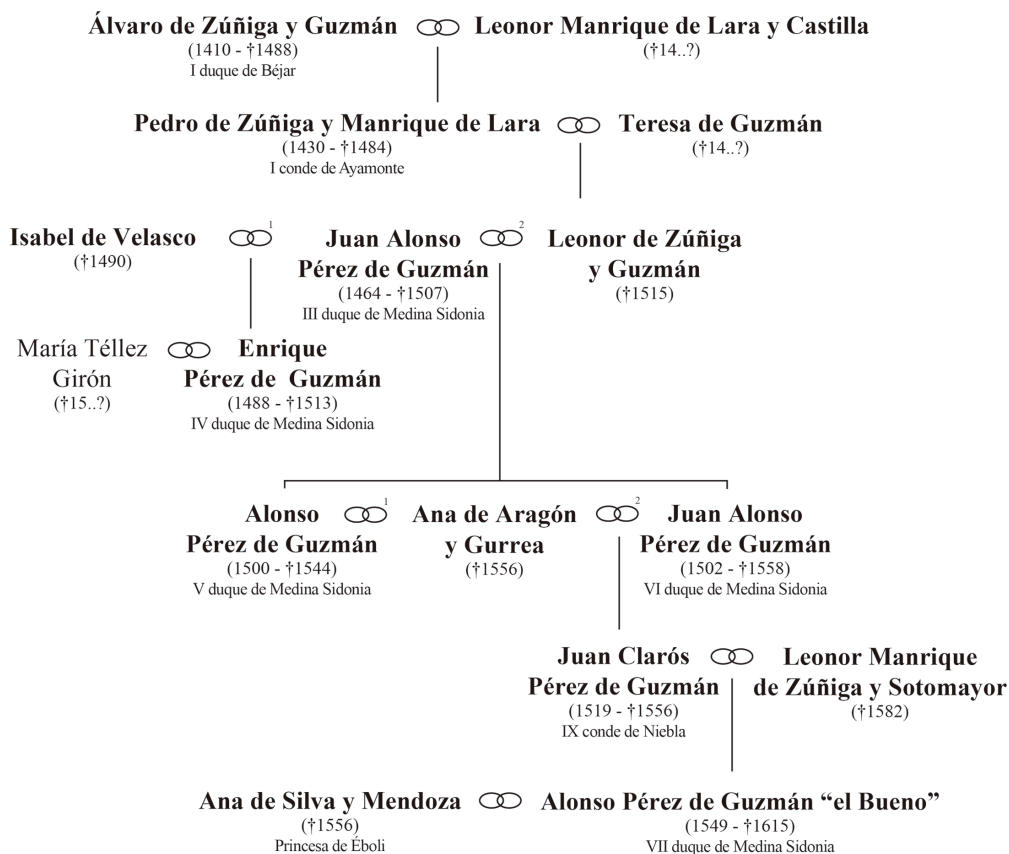 Álvaro de Zúñiga y Guzmán Leonor Manrique de Lara y Castilla
(1410 - †1488) (†14..?)
I duque de Béjar
Pedro de Zúñiga y Manrique de Lara Teresa de Guzmán
(1430 - †1484) (†14..?)
I conde de Ayamonte
1 2
Isabel de Velasco Juan Alonso Leonor de Zúñiga
(†1490) Pérez de Guzmán y Guzmán
(1464 - †1507) (†1515)
III duque de Medina Sidonia
María Téllez Enrique
Girón Pérez de Guzmán
(†15..?) (1488 - †1513)
IV duque de Medina Sidonia
1 2
Alonso Ana de Aragón Juan Alonso
Pérez de Guzmán y Gurrea Pérez de Guzmán
(1500 - †1544) (†1556) (1502 - †1558)
V duque de Medina Sidonia VI duque de Medina Sidonia
Juan Clarós Leonor Manrique
Pérez de Guzmán de Zúñiga y Sotomayor
(1519 - †1556) (†1582)
IX conde de Niebla
Ana de Silva y Mendoza Alonso Pérez de Guzmán “el Bueno”
(†1556) (1549 - †1615)
Princesa de Éboli VII duque de Medina Sidonia